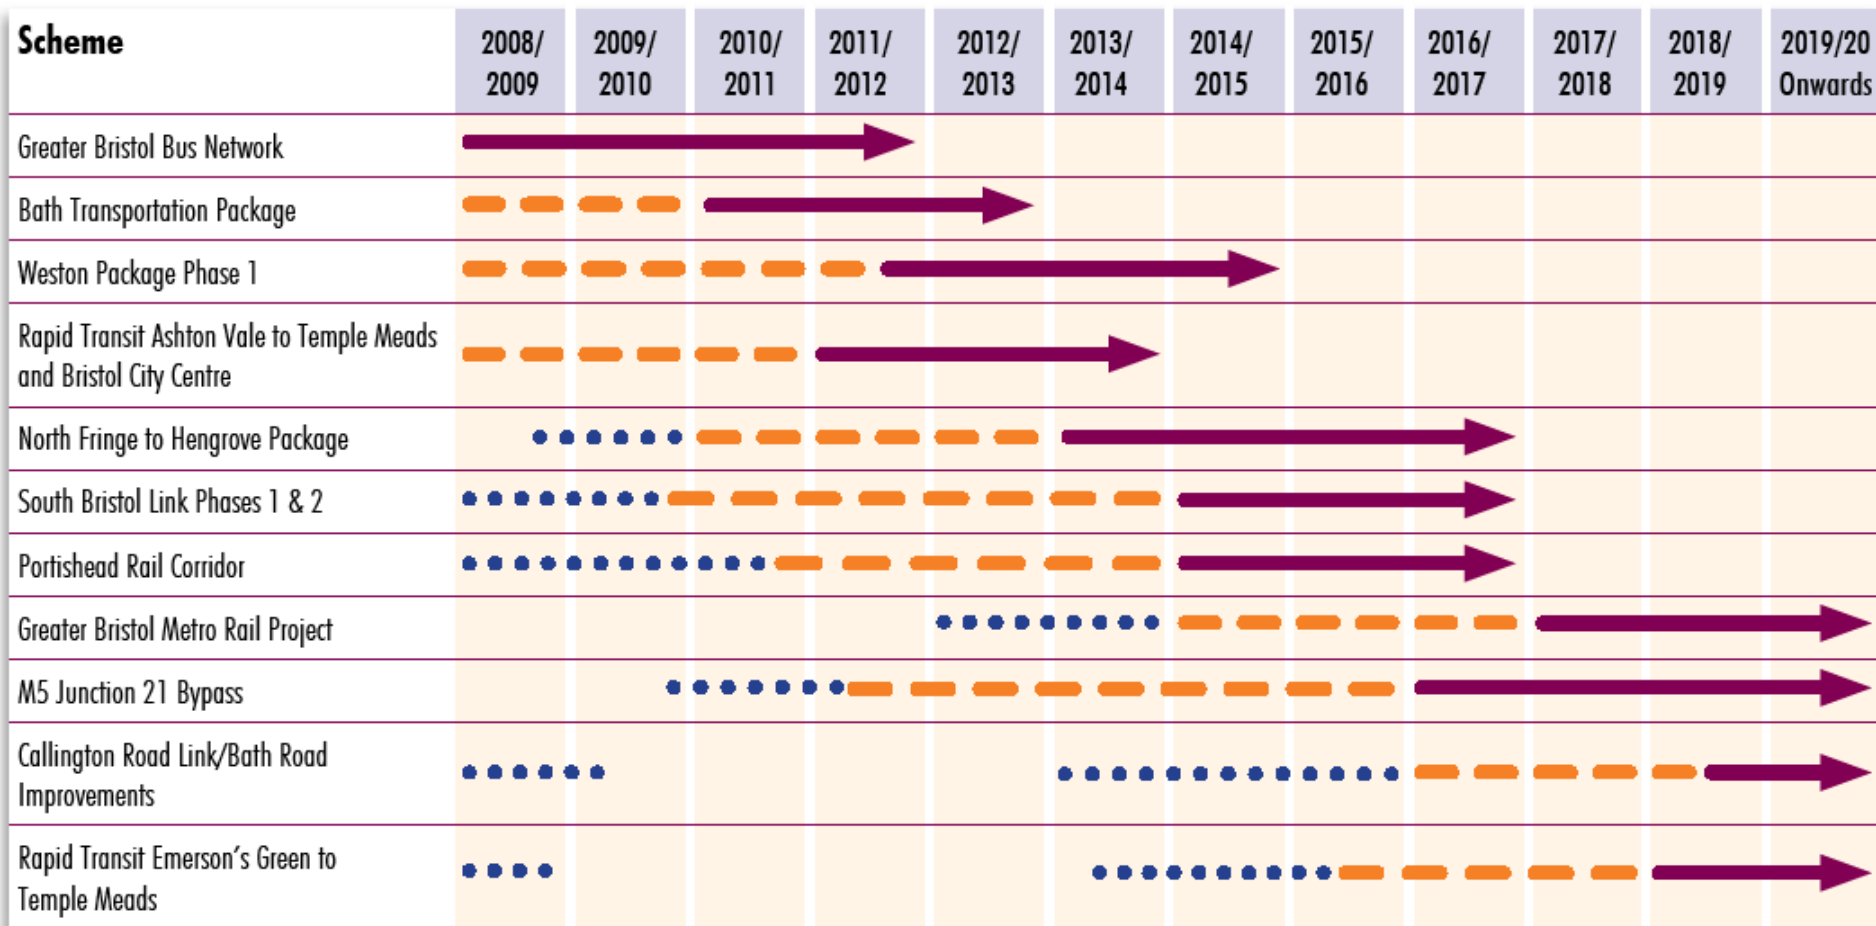 Scheme
2008/
2009
2009/
2010
2010/
2011
2011/
2012
2012/
2013
2013/
2014
2014/
2015
2015/
2016
2016/
2017
2017/
2018
2018/
2019
2019/20
Onwards
Greater Bristol Bus Network
Bath Transportation Package
Weston Package Phase 1
Rapid Transit Ashton Vale to Temple Meads
and Bristol City Centre
North Fringe to Hengrove Package
South Bristol Link Phases 1 & 2
Portishead Rail Corridor
Greater Bristol Metro Rail Project
M5 Junction 21 Bypass
Callington Road Link/Bath Road
Improvements
Rapid Transit Emerson's Green to
Temple Meads